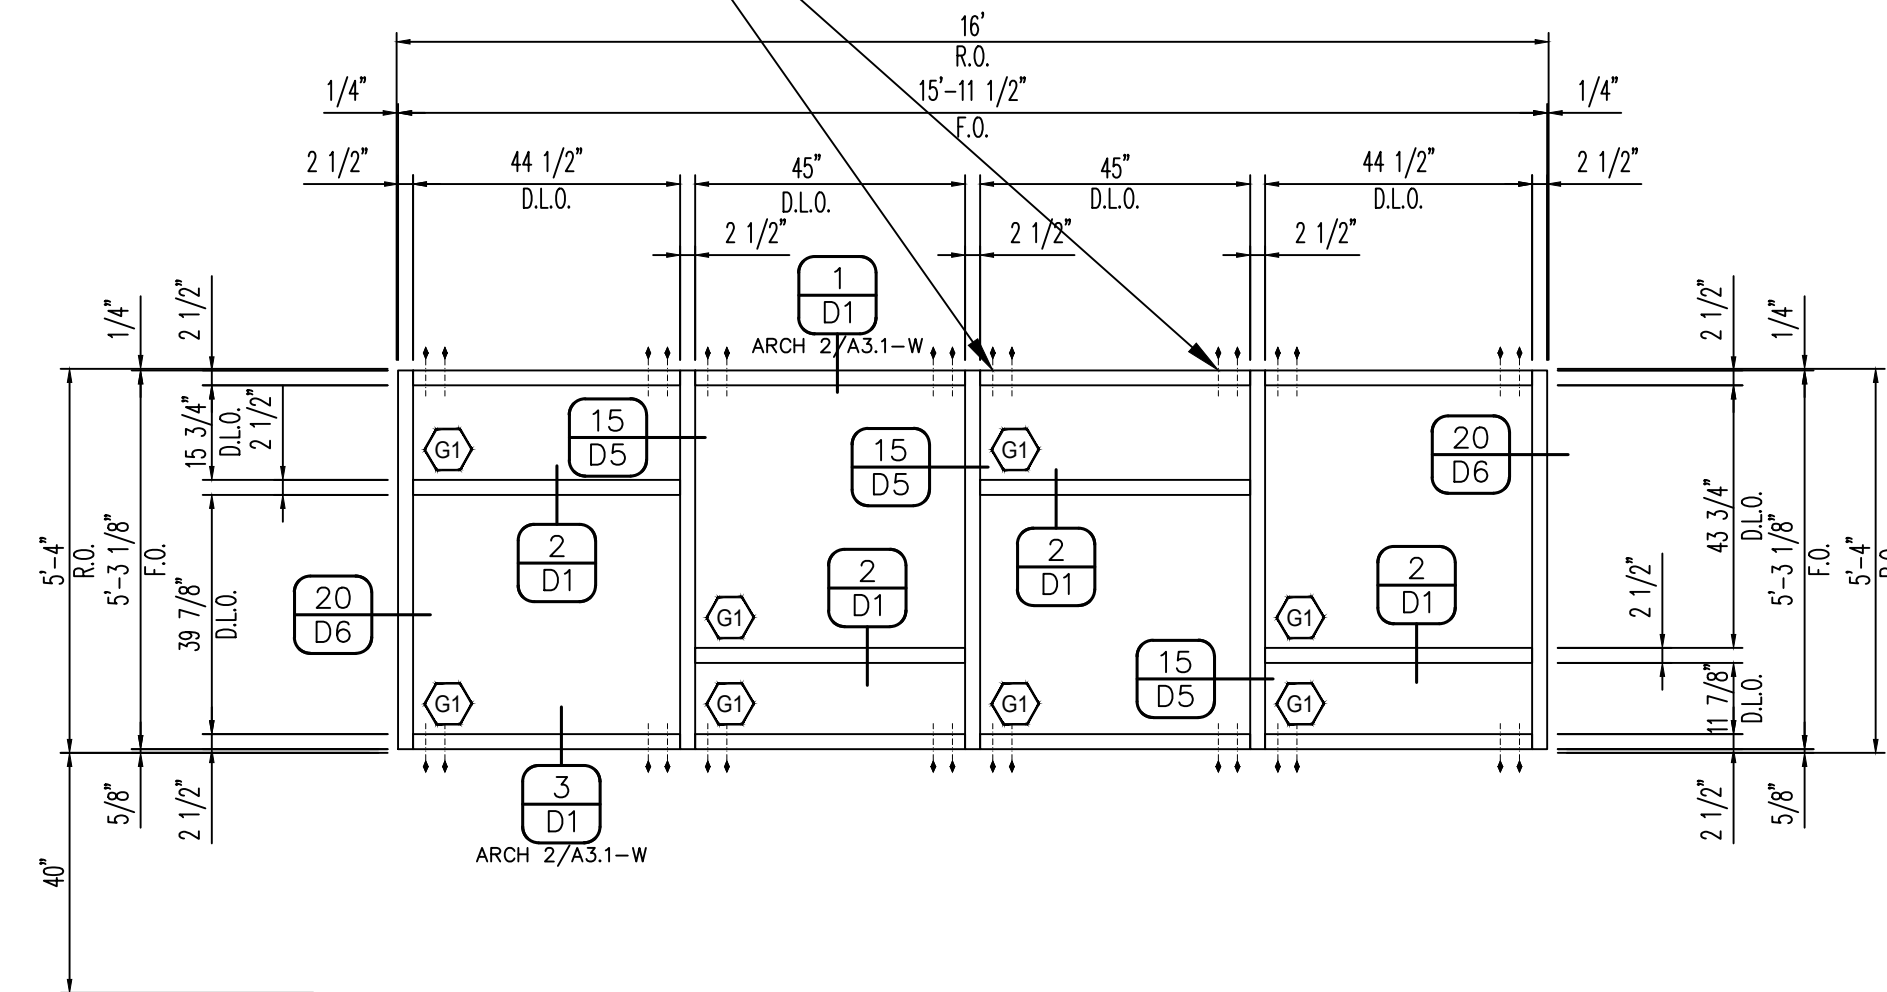 16'
R.O.
1/4"
15'-11 1/2"
1/4"
F.O.
2 1/2"
44 1/2"
45"
45"
44 1/2"
2 1/2"
D.L.O.
D.L.O.
D.L.O.
D.L.O.
2 1/2"
2 1/2"
2 1/2"
1
D1
ARCH 2/A3.1-W
1/4"
2 1/2"
2 1/2"
1/4"
15 3/4"
D.L.O.
2 1/2"
G1
15
D5
15
D5
G1
20
D6
5'-4"
R.O.
5'-3 1/8"
F.O.
39 7/8"
D.L.O.
20
D6
2
D1
2
D1
2
D1
2
D1
G1
G1
2 1/2"
43 3/4"
D.L.O.
5'-3 1/8"
F.O.
5'-4"
G1
G1
G1
15
D5
G1
11 7/8"
D.L.O.
5/8"
2 1/2"
3
D1
ARCH 2/A3.1-W
2 1/2"
5/8"
40"